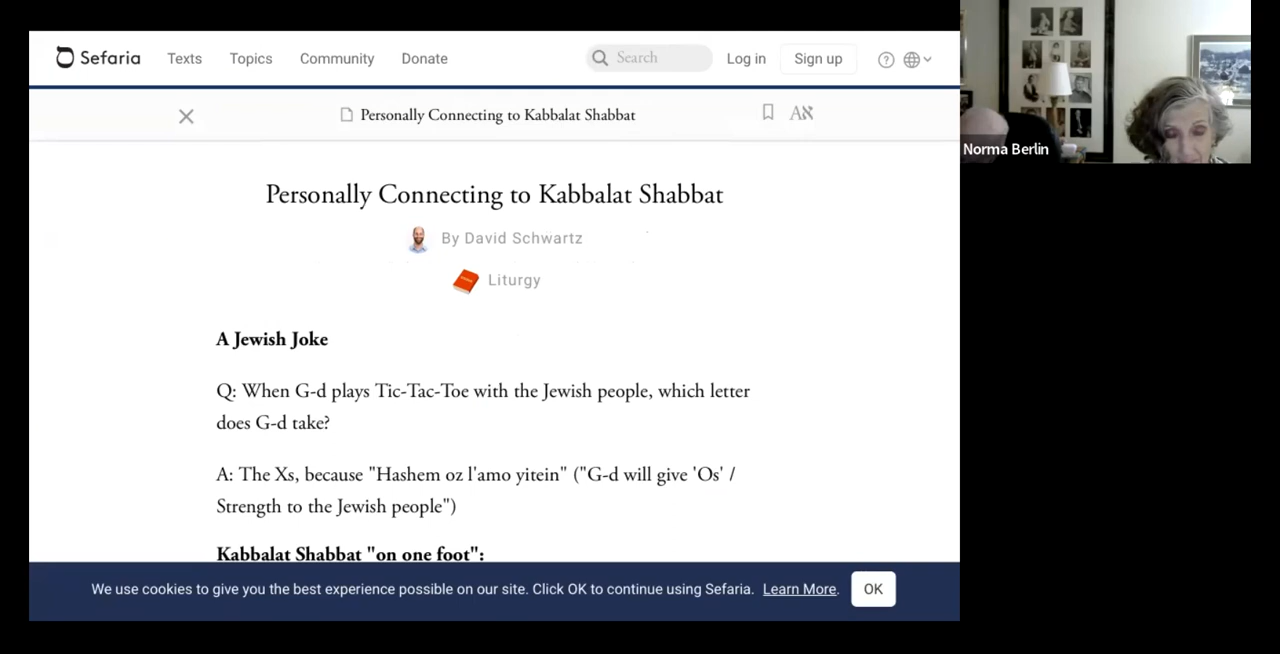 Sefaria Texts Topics Community Donate Search Log in Sign up
Personally Connecting to Kabbalat Shabbat Aא
Personally Connecting to Kabbalat Shabbat
By David Schwartz
Liturgy
A Jewish Joke
Q: When G-d plays Tic-Tac-Toe with the Jewish people, which letter
does G-d take?
A: The Xs, because "Hashem oz l'amo yitein" ("G-d will give 'Os' /
Strength to the Jewish people")
Kabbalat Shabbat "on one foot":
We use cookies to give you the best experience possible on our site. Click OK to continue using Sefaria. Learn More. OK
Norma Berlin